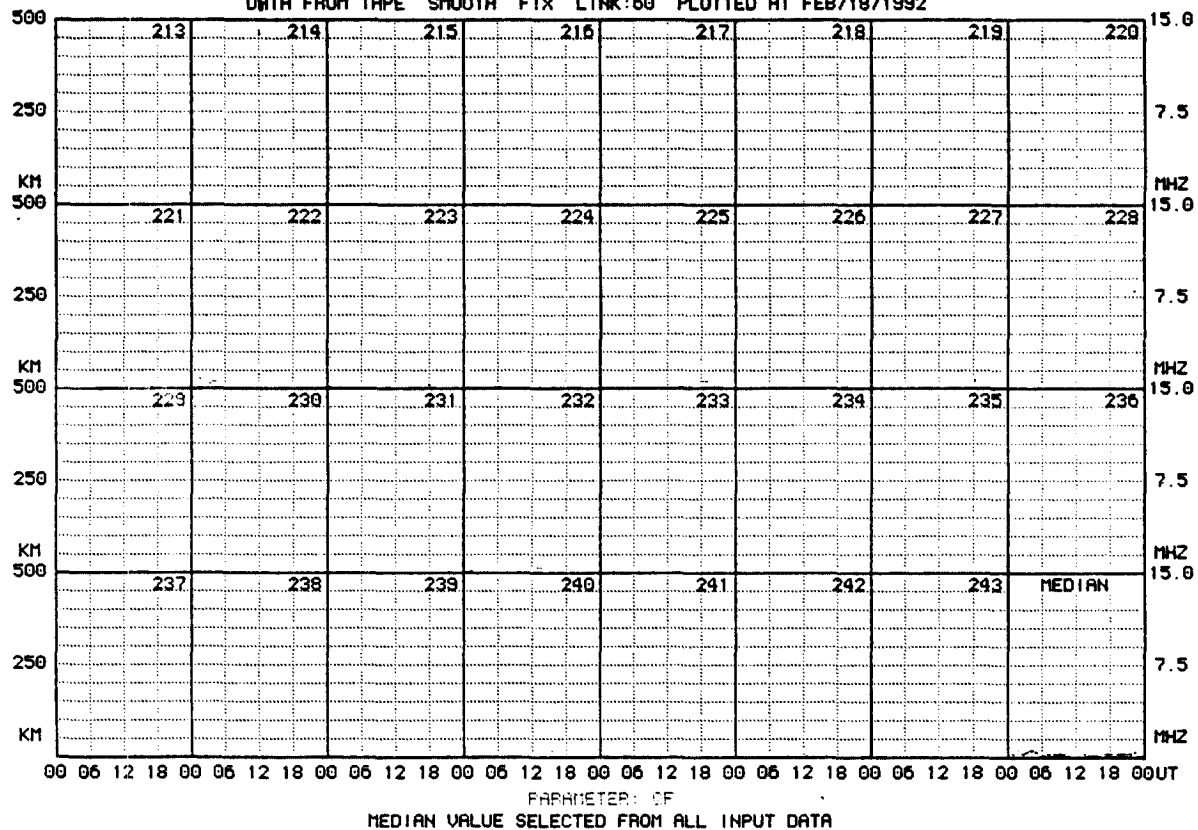 DATA FROM TAPE SMOOTH FIX LINK:60 PLOTTED AT FEB/18/1992
500 213 214 215 216 217 218 219 220 15.0
250 7.5
KM MHZ
500 221 222 223 224 225 226 227 228 15.0
250 7.5
KM MHZ
500 229 230 231 232 233 234 235 236 15.0
250 7.5
KM MHZ
500 237 238 239 240 241 242 243 MEDIAN 15.0
250 7.5
KM MHZ
00 06 12 18 00 06 12 18 00 06 12 18 00 06 12 18 00 06 12 18 00 06 12 18 00 06 12 18 00 06 12 18 00UT
PARAMETER:
MEDIAN VALUE SELECTED FROM ALL INPUT DATA